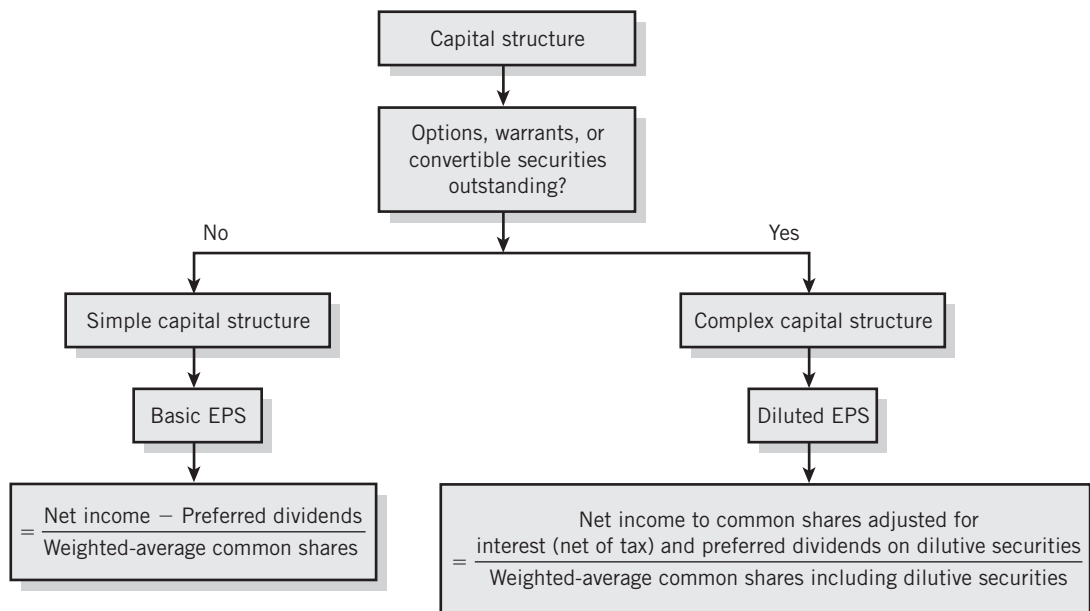 Capital structure
Options, warrants, or
convertible securities
outstanding?
No
Yes
Simple capital structure
Complex capital structure
Basic EPS
Diluted EPS
= Net income − Preferred dividends
Weighted-average common shares
Net income to common shares adjusted for
= interest (net of tax) and preferred dividends on dilutive securities
Weighted-average common shares including dilutive securities